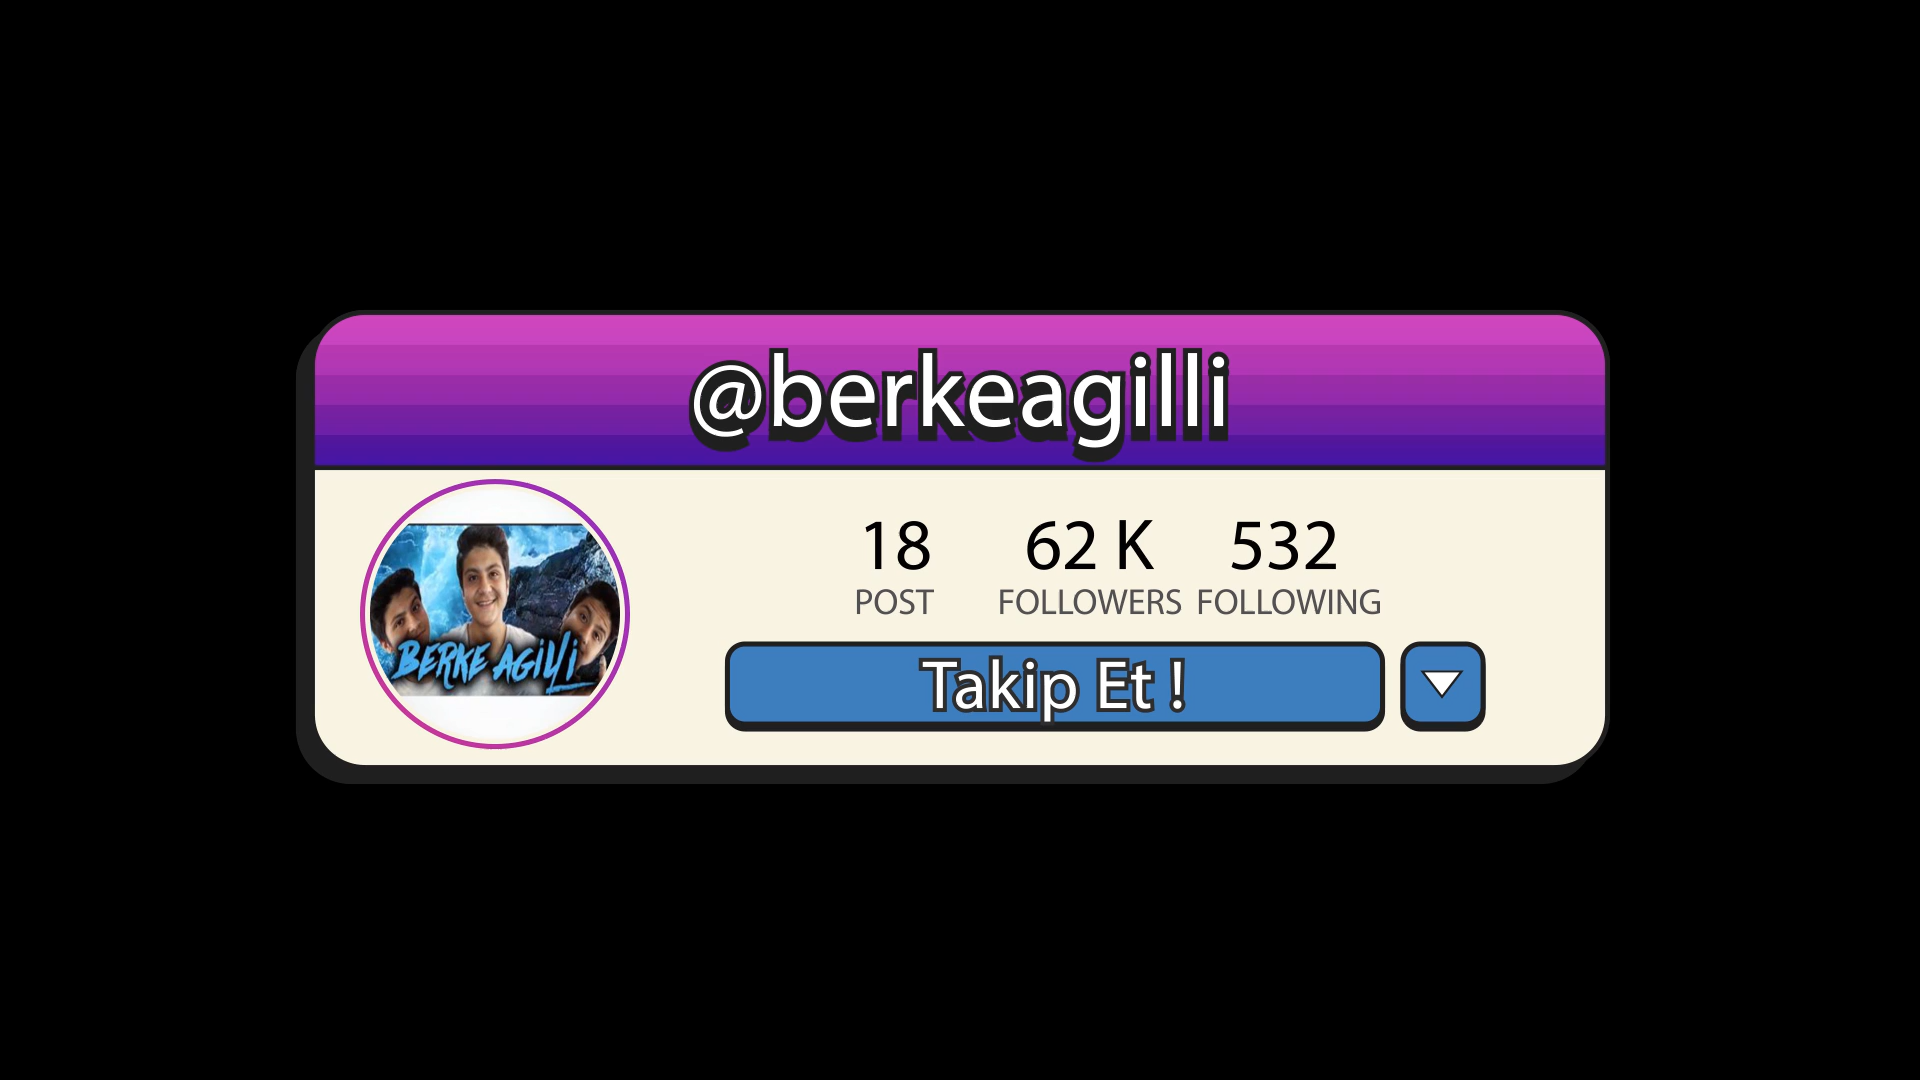 @berkeagilli
BERKE AGiLLi
18 62 K 532
POST FOLLOWERS FOLLOWING
Takip Et !